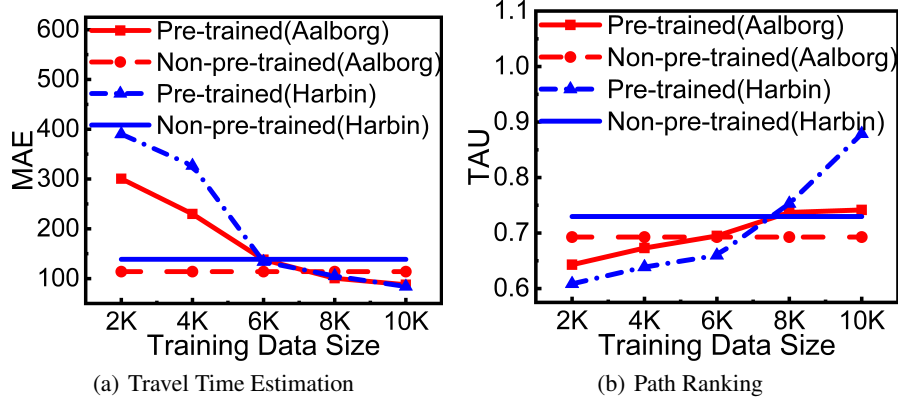 600
500
400
300
200
100
MAE
Pre-trained(Aalborg)
Non-pre-trained(Aalborg)
Pre-trained(Harbin)
Non-pre-trained(Harbin)
2K 4K 6K 8K 10K
Training Data Size
(a) Travel Time Estimation
1.1
1.0
0.9
0.8
0.7
0.6
TAU
Pre-trained(Aalborg)
Non-pre-trained(Aalborg)
Pre-trained(Harbin)
Non-pre-trained(Harbin)
2K 4K 6K 8K 10K
Training Data Size
(b) Path Ranking